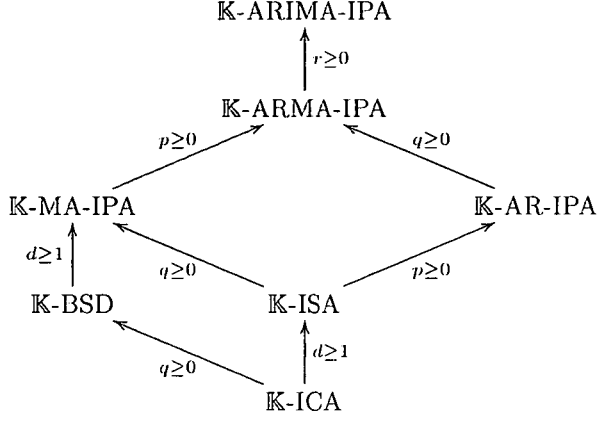 𝕂-ARIMA-IPA
r≥0
𝕂-ARMA-IPA
p≥0
q≥0
𝕂-MA-IPA
𝕂-AR-IPA
d≥1
q≥0
p≥0
𝕂-BSD
𝕂-ISA
q≥0
d≥1
𝕂-ICA